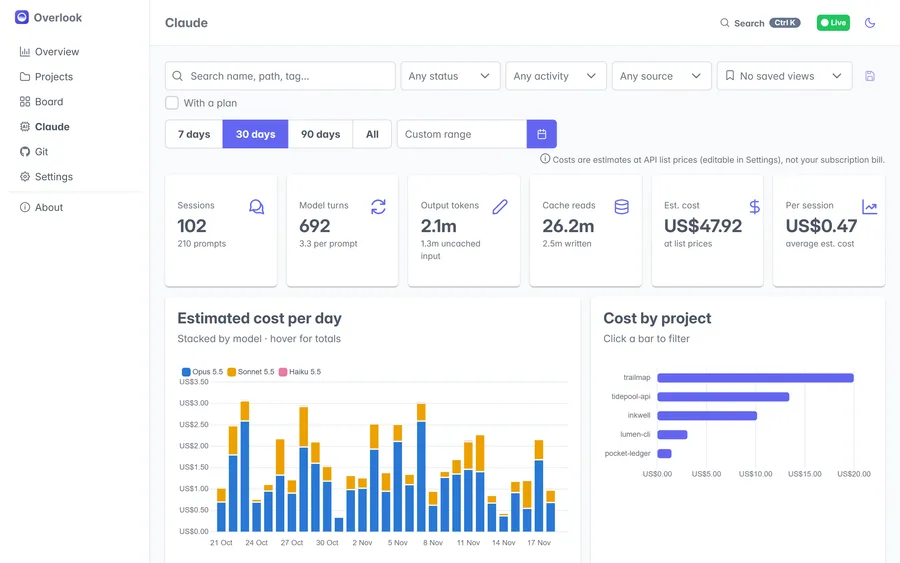 Overlook
Overview
Projects
Board
Claude
Git
Settings
About
Claude
Search Ctrl K
Live
Search name, path, tag...
Any status
Any activity
Any source
No saved views
With a plan
7 days
30 days
90 days
All
Custom range
Costs are estimates at API list prices (editable in Settings), not your subscription bill.
Sessions
102
210 prompts
Model turns
692
3.3 per prompt
Output tokens
2.1m
1.3m uncached
input
Cache reads
26.2m
2.5m written
Est. cost
US$47.92
at list prices
Per session
US$0.47
average est. cost
Estimated cost per day
Stacked by model · hover for totals
Opus 5.5 Sonnet 5.5 Haiku 5.5
US$3.50
US$3.00
US$2.50
US$2.00
US$1.50
US$1.00
US$0.50
US$0.00
21 Oct 24 Oct 27 Oct 30 Oct 2 Nov 5 Nov 8 Nov 11 Nov 14 Nov 17 Nov
Cost by project
Click a bar to filter
trailmap
tidepool-api
inkwell
lumen-cli
pocket-ledger
US$0.00 US$5.00 US$10.00 US$15.00 US$20.00